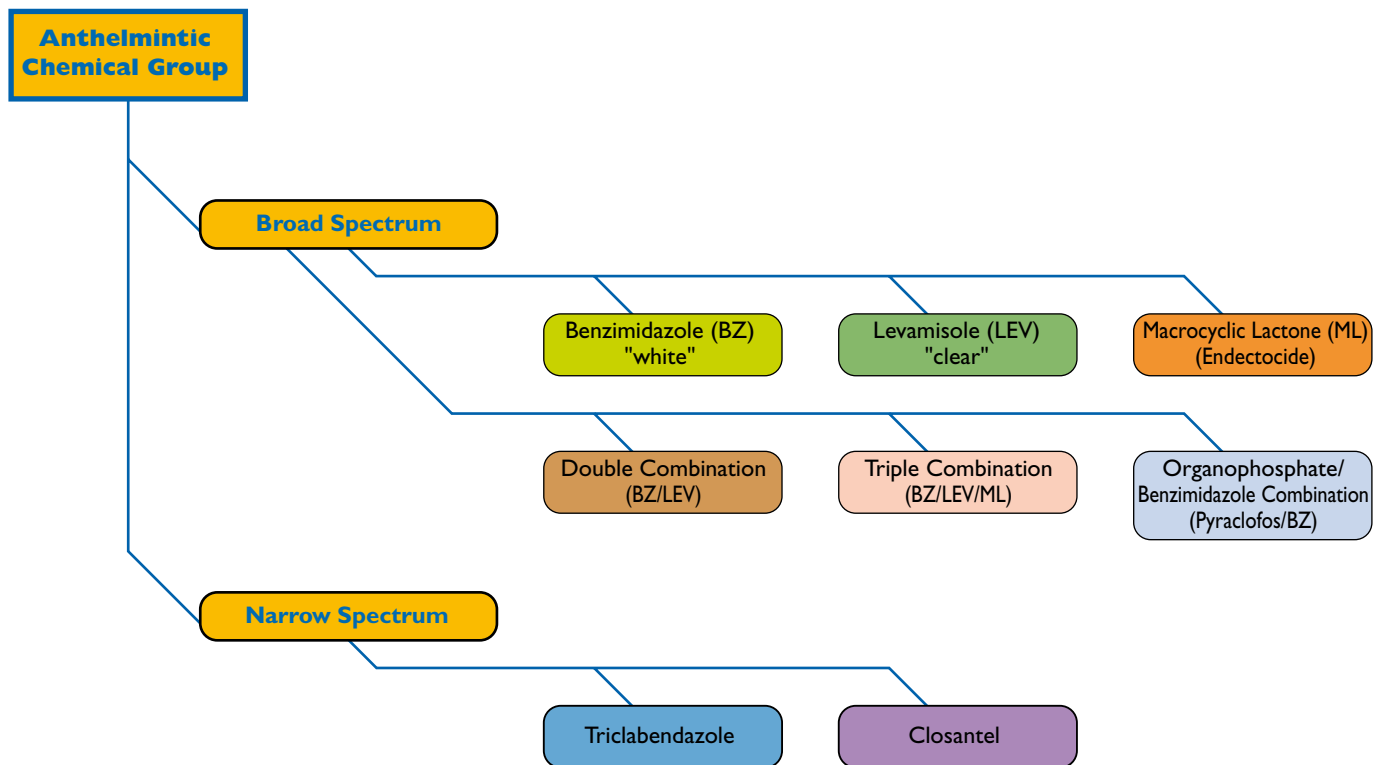 Anthelmintic
Chemical Group
Broad Spectrum
Benzimidazole (BZ)
"white"
Levamisole (LEV)
"clear"
Macrocyclic Lactone (ML)
(Endectocide)
Double Combination
(BZ/LEV)
Triple Combination
(BZ/LEV/ML)
Organophosphate/
Benzimidazole Combination
(Pyraclofos/BZ)
Narrow Spectrum
Triclabendazole
Closantel